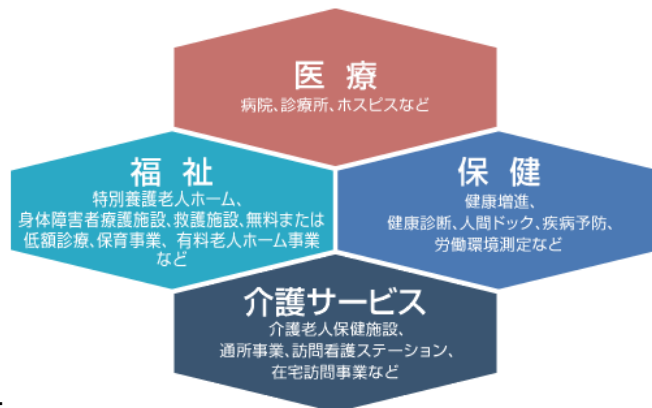 医 療
病院、診療所、ホスピスなど
福 祉
特別養護老人ホーム、
身体障害者療護施設、救護施設、無料または
低額診療、保育事業、有料老人ホーム事業
など
保 健
健康増進、
健康診断、人間ドック、疾病予防、
労働環境測定など
介護サービス
介護老人保健施設、
通所事業、訪問看護ステーション、
在宅訪問事業など